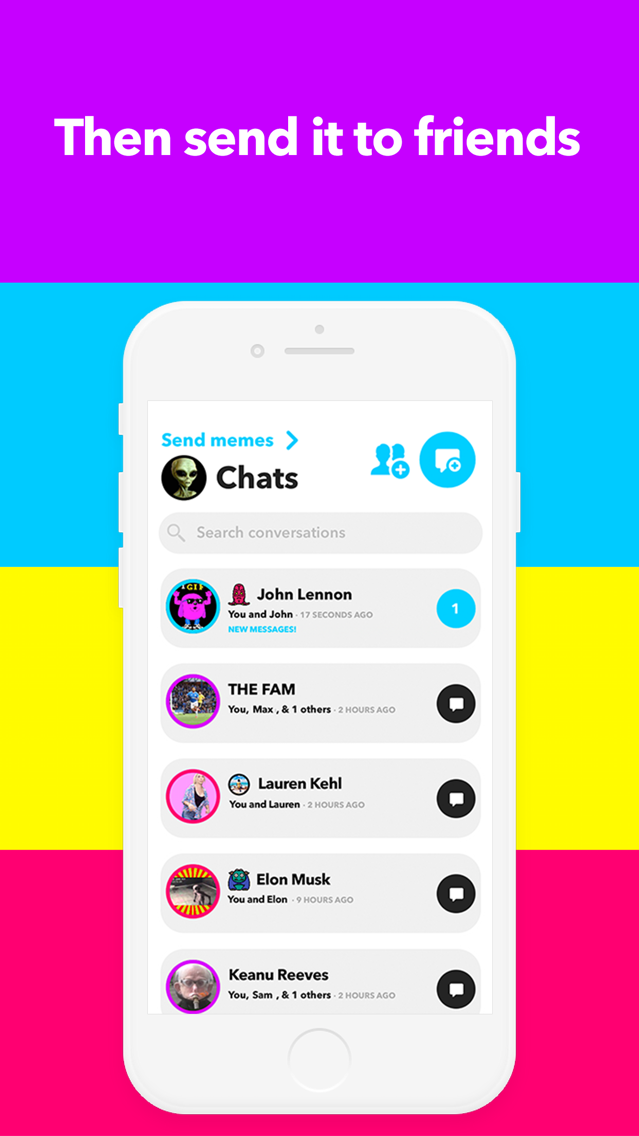 Then send it to friends
Send memes
Chats
Search conversations
GIF
John Lennon
You and John · 17 SECONDS AGO
NEW MESSAGES!
1
THE FAM
You, Max , & 1 others · 2 HOURS AGO
Lauren Kehl
You and Lauren · 2 HOURS AGO
Elon Musk
You and Elon · 9 HOURS AGO
Keanu Reeves
You, Sam , & 1 others · 2 HOURS AGO